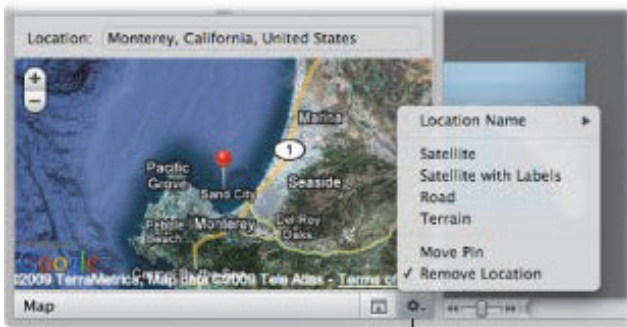 Location: Monterey, California, United States
+
−
Marina
1
Pacific
Grove
Sand City
Seaside
Pebble
Beach
Monterey
Del Rey
Oaks
Google
©2009 TerraMetrics, Map data ©2009 Tele Atlas - Terms of
Map
Location Name
Satellite
Satellite with Labels
Road
Terrain
Move Pin
✓ Remove Location